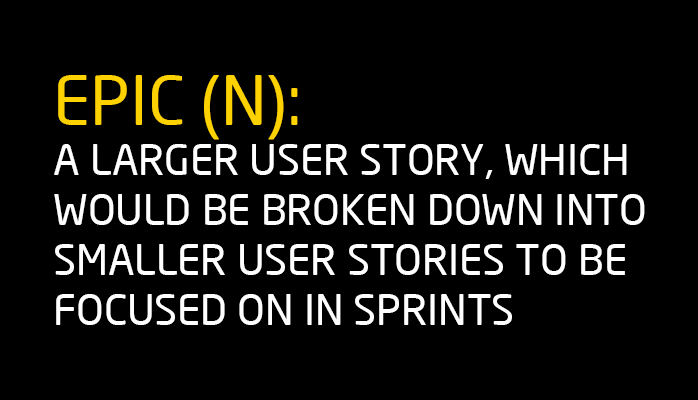 EPIC (N):
A LARGER USER STORY, WHICH
WOULD BE BROKEN DOWN INTO
SMALLER USER STORIES TO BE
FOCUSED ON IN SPRINTS